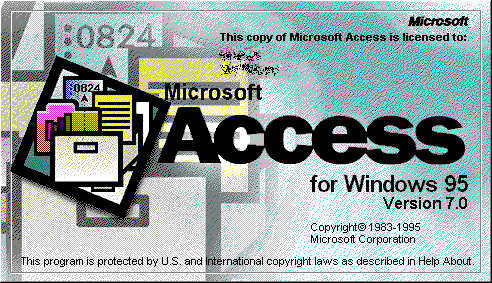 :0824
Microsoft
This copy of Microsoft Access is licensed to:
:0824
A
Microsoft
Access
for Windows 95
Version 7.0
Copyright© 1983-1995
Microsoft Corporation
This program is protected by U.S. and International copyright laws as described in Help About.